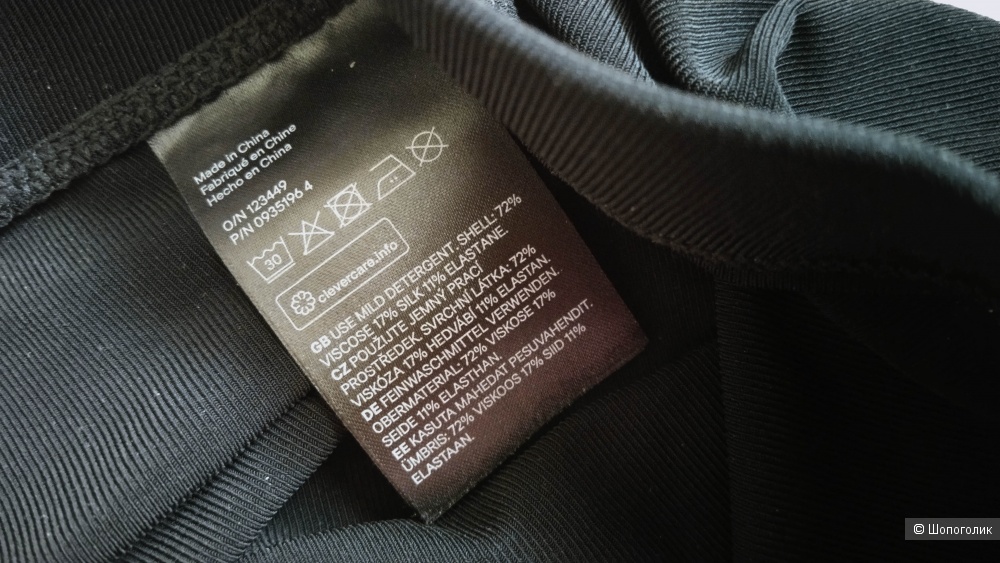 Made in China
Fabriqué en Chine
Hecho en China
O/N 123449
P/N 0935196 4
30
clevercare.info
GB USE MILD DETERGENT. SHELL: 72%
VISCOSE 17% SILK 11% ELASTANE.
CZ POUŽIJTE JEMNÝ PRACÍ
PROSTŘEDEK. SVRCHNÍ LÁTKA: 72%
VISKÓZA 17% HEDVÁBÍ 11% ELASTAN.
DE FEINWASCHMITTEL VERWENDEN.
OBERMATERIAL: 72% VISKOSE 17%
SEIDE 11% ELASTHAN.
EE KASUTA MAHEDAT PESUVAHENDIT.
ÜMBRIS: 72% VISKOOS 17% SIID 11%
ELASTAAN.
© Шопоголик